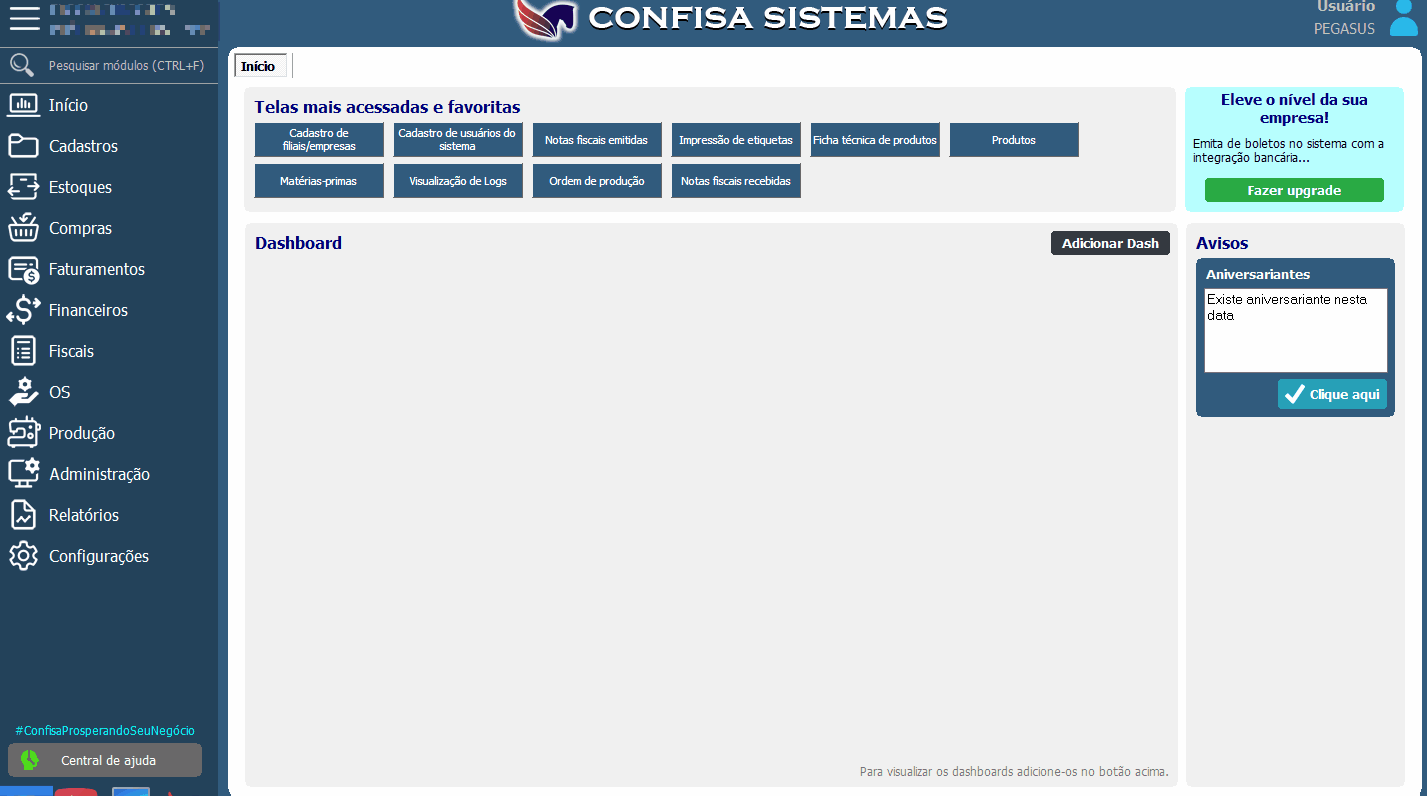 CONFISA SISTEMAS
Usuário
PEGASUS
Pesquisar módulos (CTRL+F)
Início
Cadastros
Estoques
Compras
Faturamentos
Financeiros
Fiscais
OS
Produção
Administração
Relatórios
Configurações
#ConfisaProsperandoSeuNegócio
Central de ajuda
Início
Telas mais acessadas e favoritas
Cadastro de
filiais/empresas
Cadastro de usuários do
sistema
Notas fiscais emitidas
Impressão de etiquetas
Ficha técnica de produtos
Produtos
Matérias-primas
Visualização de Logs
Ordem de produção
Notas fiscais recebidas
Dashboard
Adicionar Dash
Para visualizar os dashboards adicione-os no botão acima.
Eleve o nível da sua
empresa!
Emita de boletos no sistema com a
integração bancária...
Fazer upgrade
Avisos
Aniversariantes
Existe aniversariante nesta
data
Clique aqui